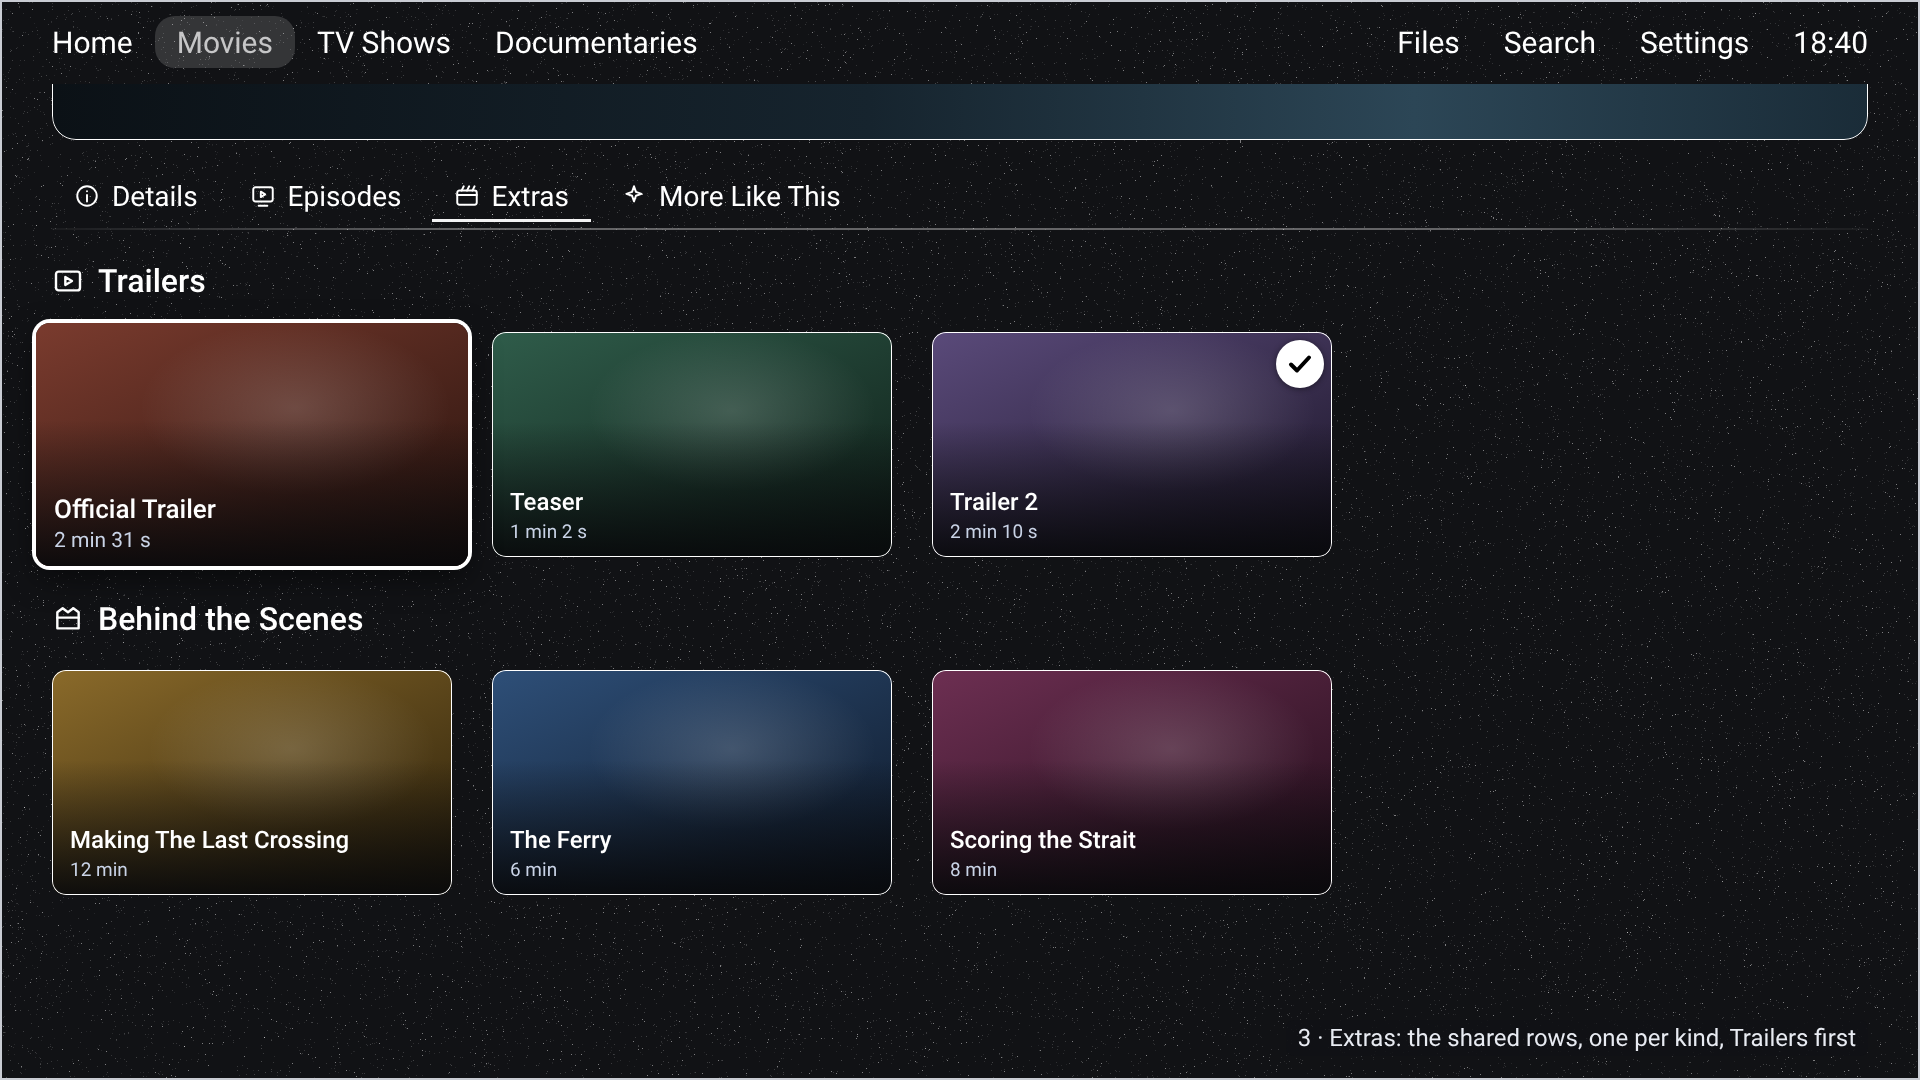 Home Movies TV Shows Documentaries Files Search Settings 18:40
Details Episodes Extras More Like This
Trailers
Official Trailer
2 min 31 s
Teaser
1 min 2 s
Trailer 2
2 min 10 s
Behind the Scenes
Making The Last Crossing
12 min
The Ferry
6 min
Scoring the Strait
8 min
3 · Extras: the shared rows, one per kind, Trailers first